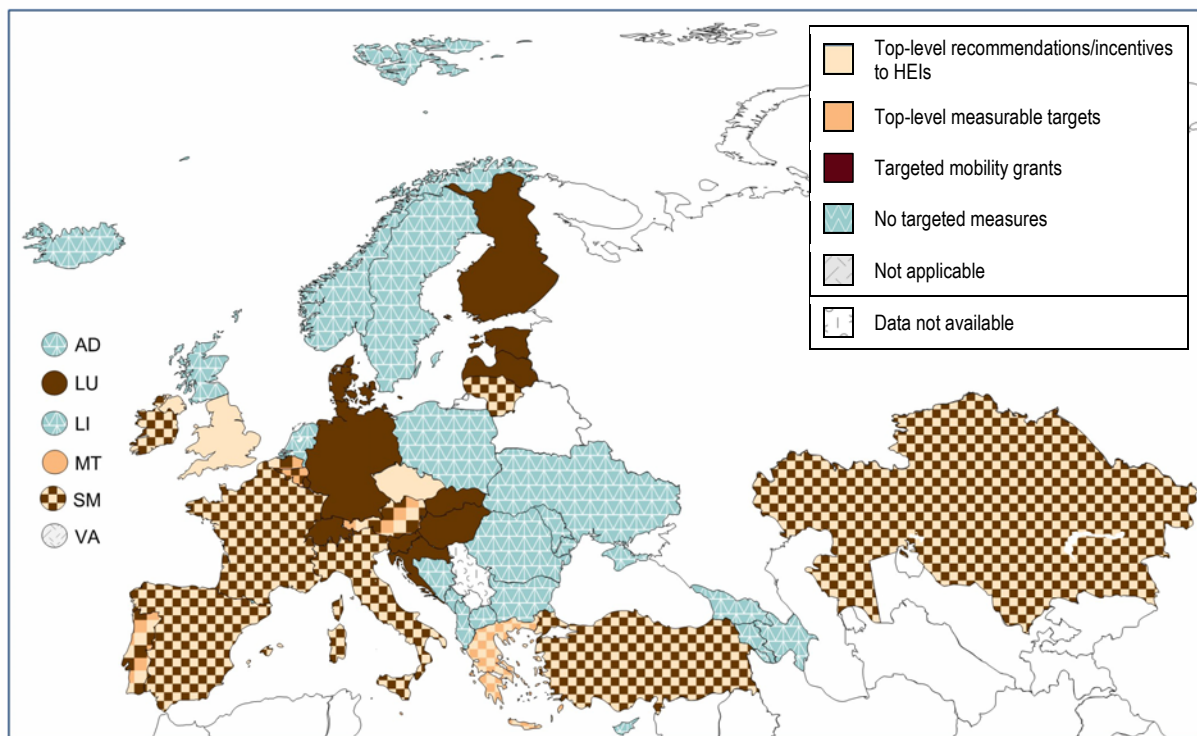 Top-level recommendations/incentives
to HEIs
Top-level measurable targets
Targeted mobility grants
No targeted measures
Not applicable
Data not available
AD
LU
LI
MT
SM
VA